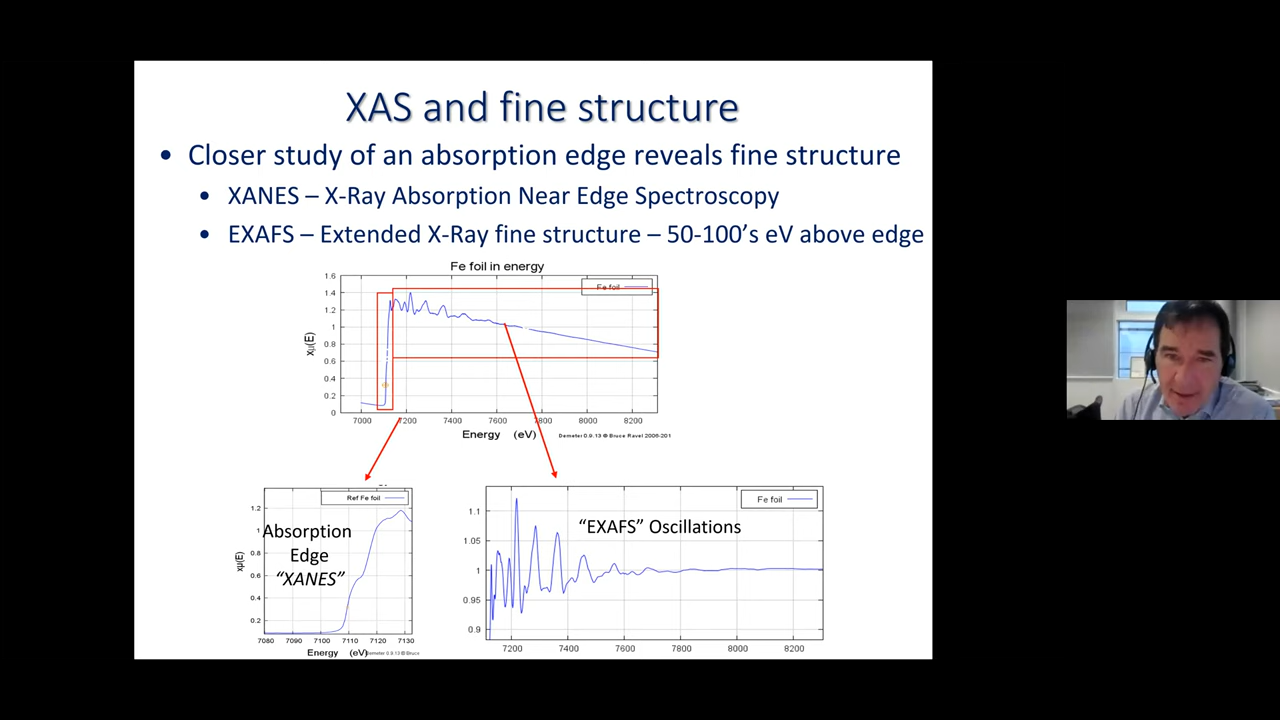 XAS and fine structure
• Closer study of an absorption edge reveals fine structure
• XANES – X-Ray Absorption Near Edge Spectroscopy
• EXAFS – Extended X-Ray fine structure – 50-100's eV above edge
Fe foil in energy
Fe foil
xμ(E)
1.6
1.4
1.2
1
0.8
0.6
0.4
0.2
0
7000 7200 7400 7600 7800 8000 8200
Energy (eV)
Demeter 0.9.13 © Bruce Ravel 2006-201
Ref Fe foil
Absorption
Edge
“XANES”
xμ(E)
1.2
1
0.8
0.6
0.4
0.2
7080 7090 7100 7110 7120 7130
Energy (eV)
Demeter 0.9.13 © Bruce
Fe foil
“EXAFS” Oscillations
1.1
1.05
1
0.95
0.9
7200 7400 7600 7800 8000 8200